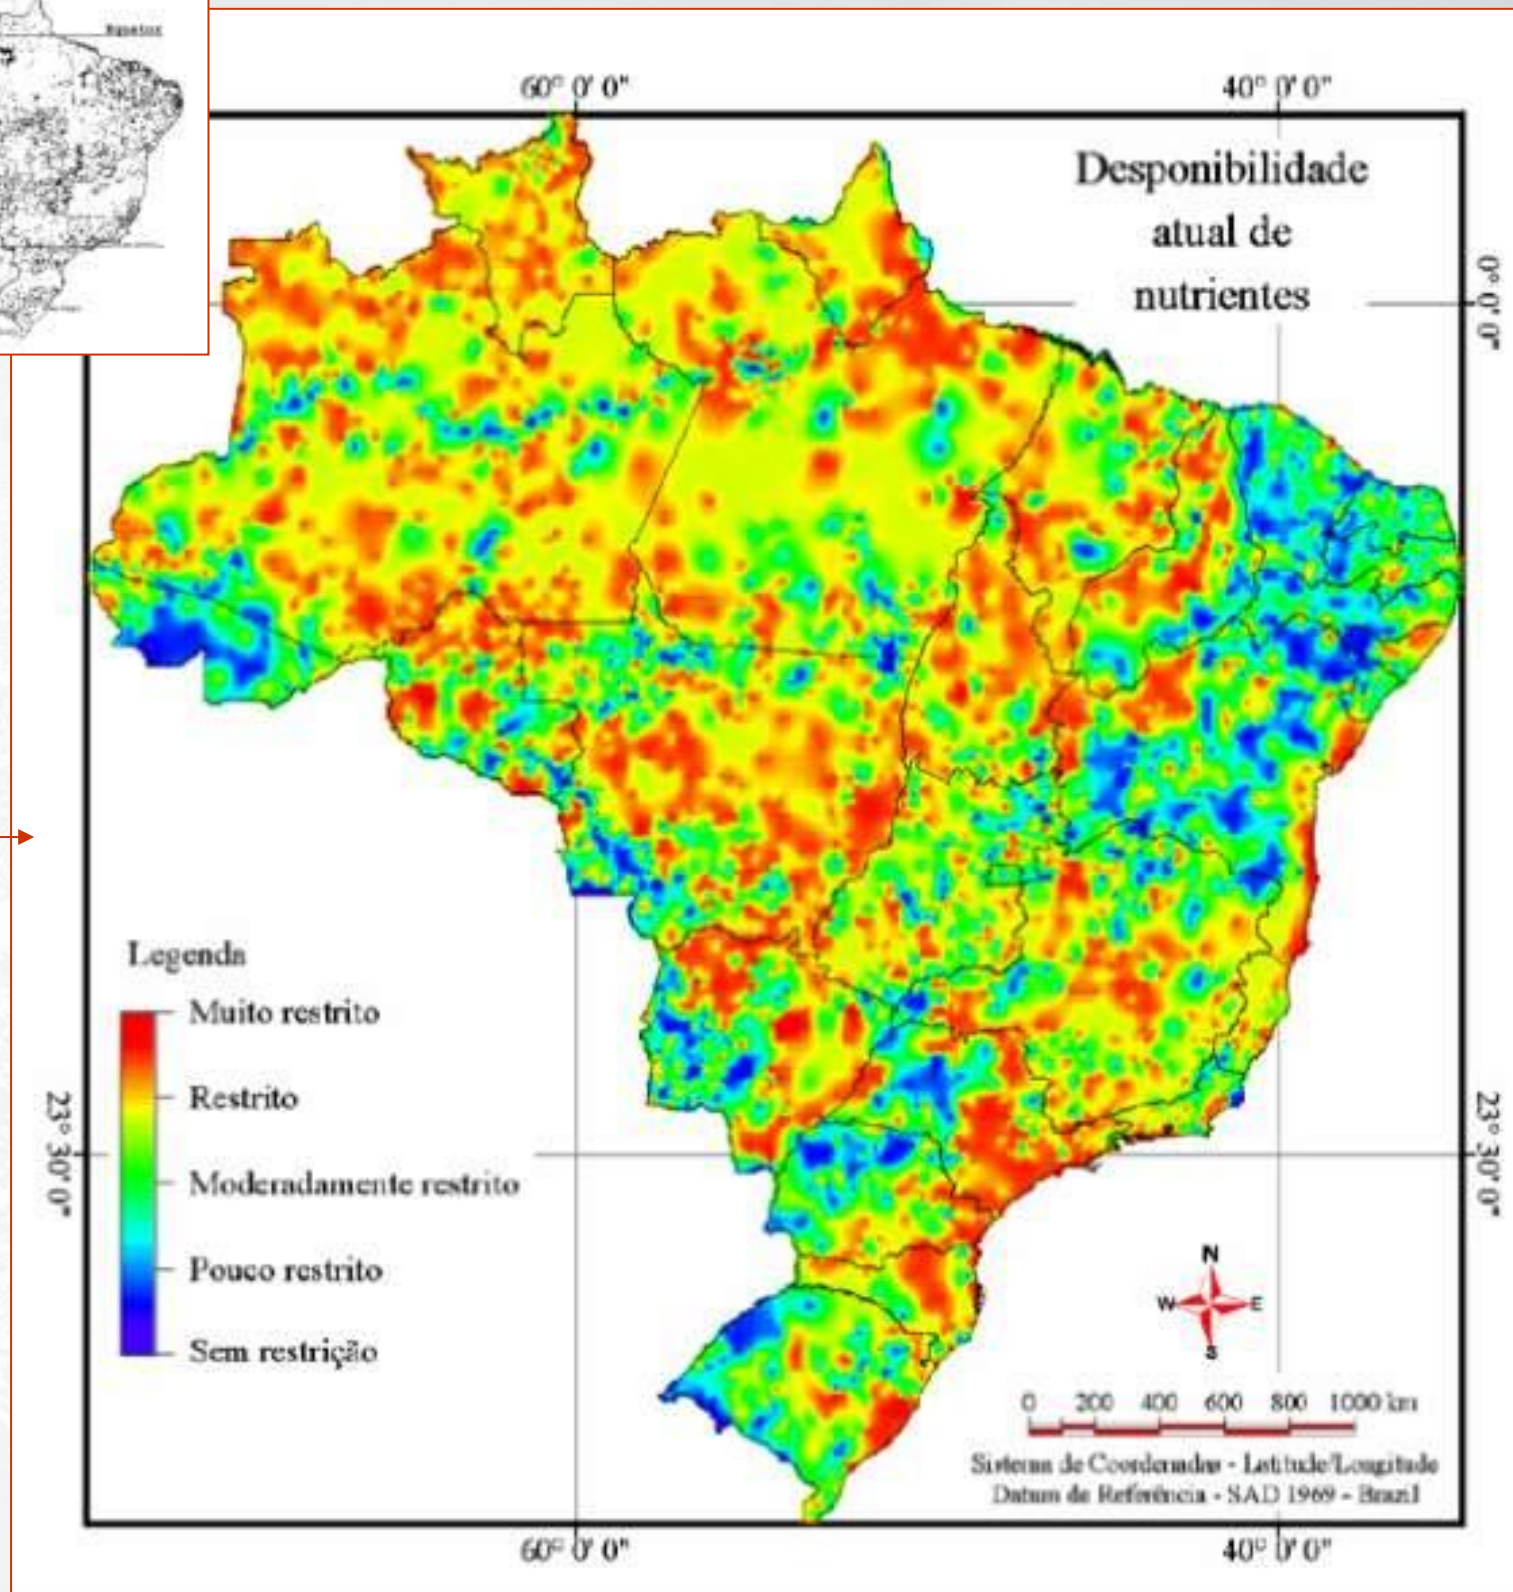 Equator
60° 0' 0"
40° 0' 0"
Desponibilidade
atual de
nutrientes
0° 0' 0"
Legenda
Muito restrito
Restrito
Moderadamente restrito
Pouco restrito
Sem restrição
23° 30' 0"
23° 30' 0"
N
W E
S
0 200 400 600 800 1000 km
Sistema de Coordenadas - Latitude/Longitude
Datum de Referência - SAD 1969 - Brazil
60° 0' 0"
40° 0' 0"